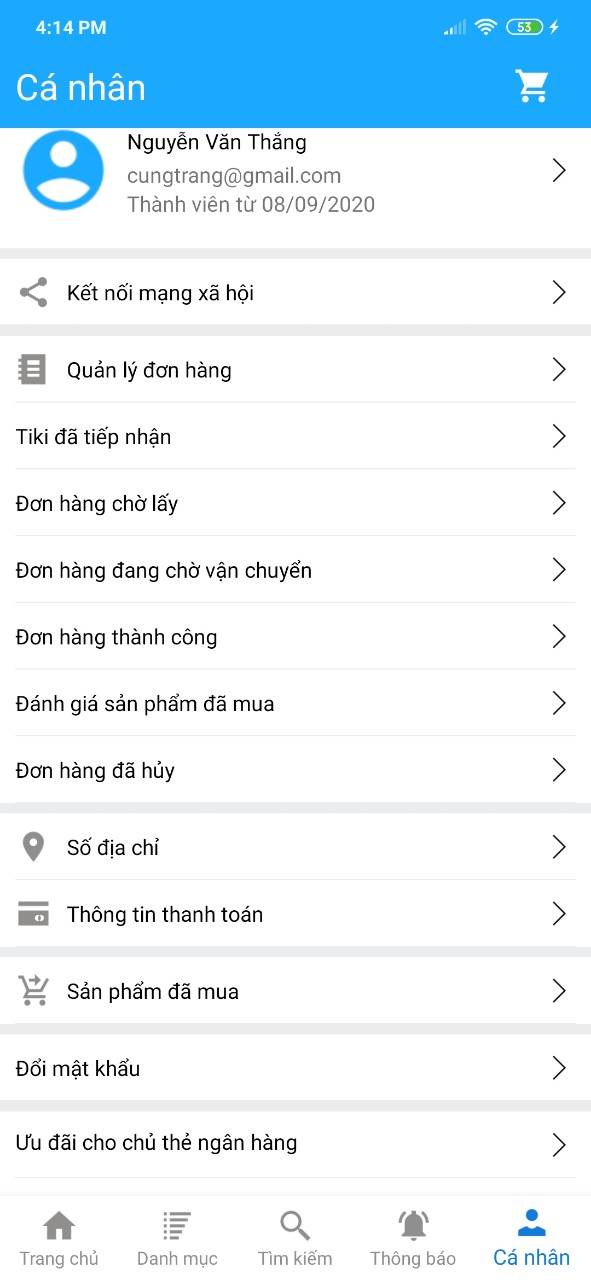 4:14 PM
53
Cá nhân
Nguyễn Văn Thắng
cungtrang@gmail.com
Thành viên từ 08/09/2020
Kết nối mạng xã hội
Quản lý đơn hàng
Tiki đã tiếp nhận
Đơn hàng chờ lấy
Đơn hàng đang chờ vận chuyển
Đơn hàng thành công
Đánh giá sản phẩm đã mua
Đơn hàng đã hủy
Số địa chỉ
Thông tin thanh toán
Sản phẩm đã mua
Đổi mật khẩu
Ưu đãi cho chủ thẻ ngân hàng
Trang chủ
Danh mục
Tìm kiếm
Thông báo
Cá nhân